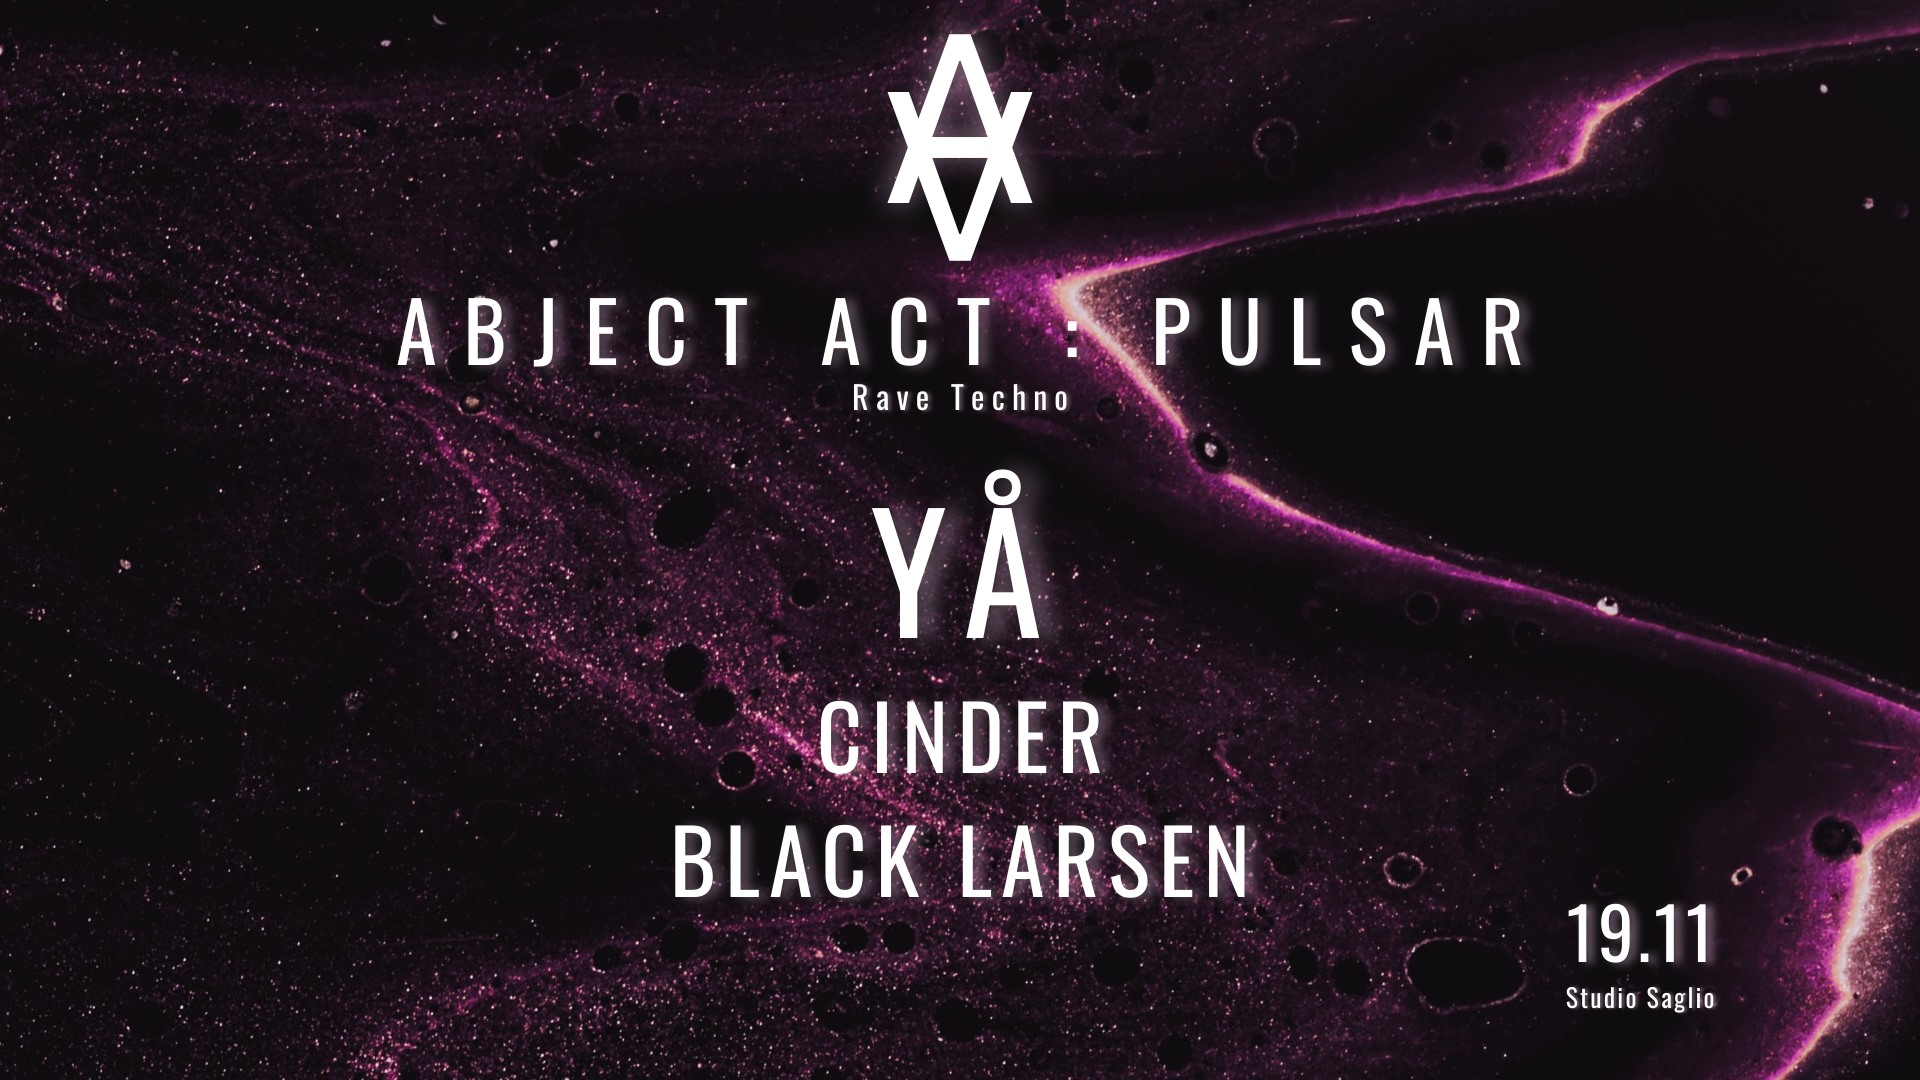 ABJECT ACT : PULSAR
Rave Techno
YÅ
CINDER
BLACK LARSEN
19.11
Studio Saglio